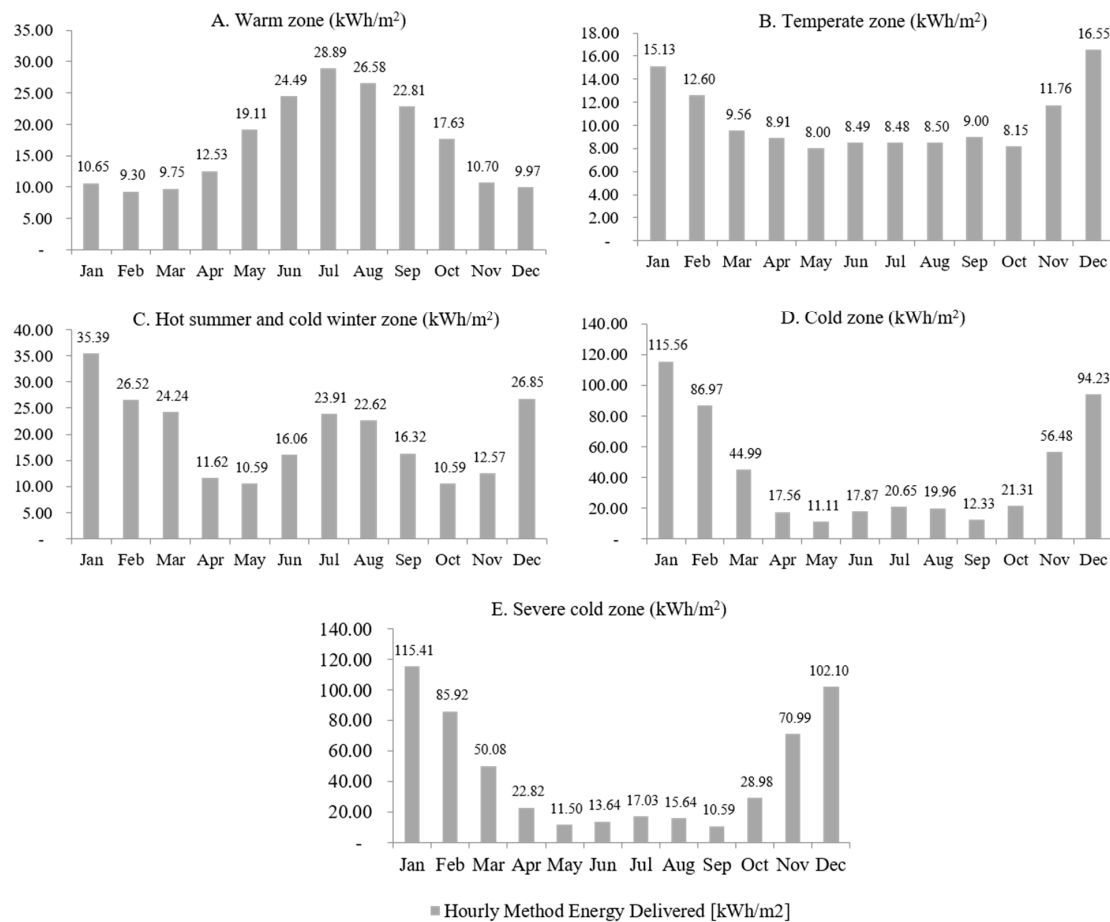 A. Warm zone (kWh/m²)
35.00
30.00
25.00
20.00
15.00
10.00
5.00
-
10.65 9.30 9.75 12.53 19.11 24.49 28.89 26.58 22.81 17.63 10.70 9.97
Jan Feb Mar Apr May Jun Jul Aug Sep Oct Nov Dec
B. Temperate zone (kWh/m²)
18.00
16.00
14.00
12.00
10.00
8.00
6.00
4.00
2.00
-
15.13 12.60 9.56 8.91 8.00 8.49 8.48 8.50 9.00 8.15 11.76 16.55
Jan Feb Mar Apr May Jun Jul Aug Sep Oct Nov Dec
C. Hot summer and cold winter zone (kWh/m²)
40.00
35.00
30.00
25.00
20.00
15.00
10.00
5.00
-
35.39 26.52 24.24 11.62 10.59 16.06 23.91 22.62 16.32 10.59 12.57 26.85
Jan Feb Mar Apr May Jun Jul Aug Sep Oct Nov Dec
D. Cold zone (kWh/m²)
140.00
120.00
100.00
80.00
60.00
40.00
20.00
-
115.56 86.97 44.99 17.56 11.11 17.87 20.65 19.96 12.33 21.31 56.48 94.23
Jan Feb Mar Apr May Jun Jul Aug Sep Oct Nov Dec
E. Severe cold zone (kWh/m²)
140.00
120.00
100.00
80.00
60.00
40.00
20.00
-
115.41 85.92 50.08 22.82 11.50 13.64 17.03 15.64 10.59 28.98 70.99 102.10
Jan Feb Mar Apr May Jun Jul Aug Sep Oct Nov Dec
Hourly Method Energy Delivered [kWh/m2]